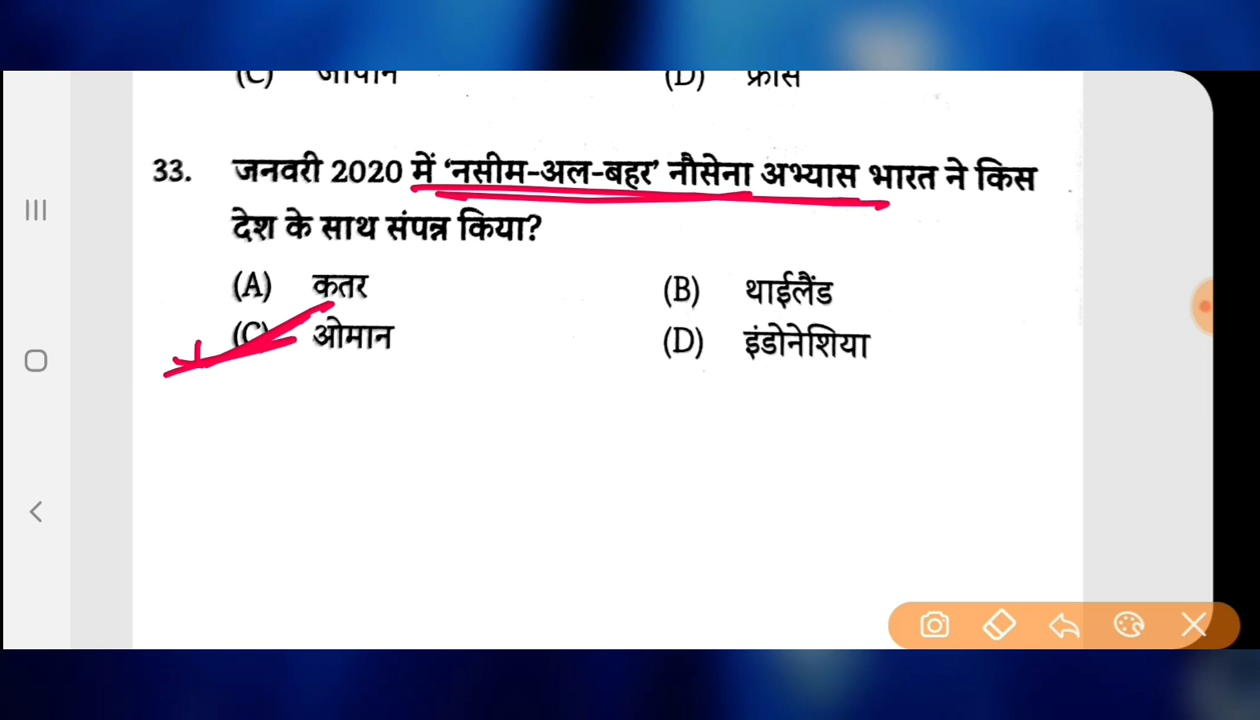 (C) जापान (D) फ्रांस
33. जनवरी 2020 में ‘नसीम-अल-बहर’ नौसेना अभ्यास भारत ने किस
देश के साथ संपन्न किया?
(A) कतर (B) थाईलैंड
(C) ओमान (D) इंडोनेशिया